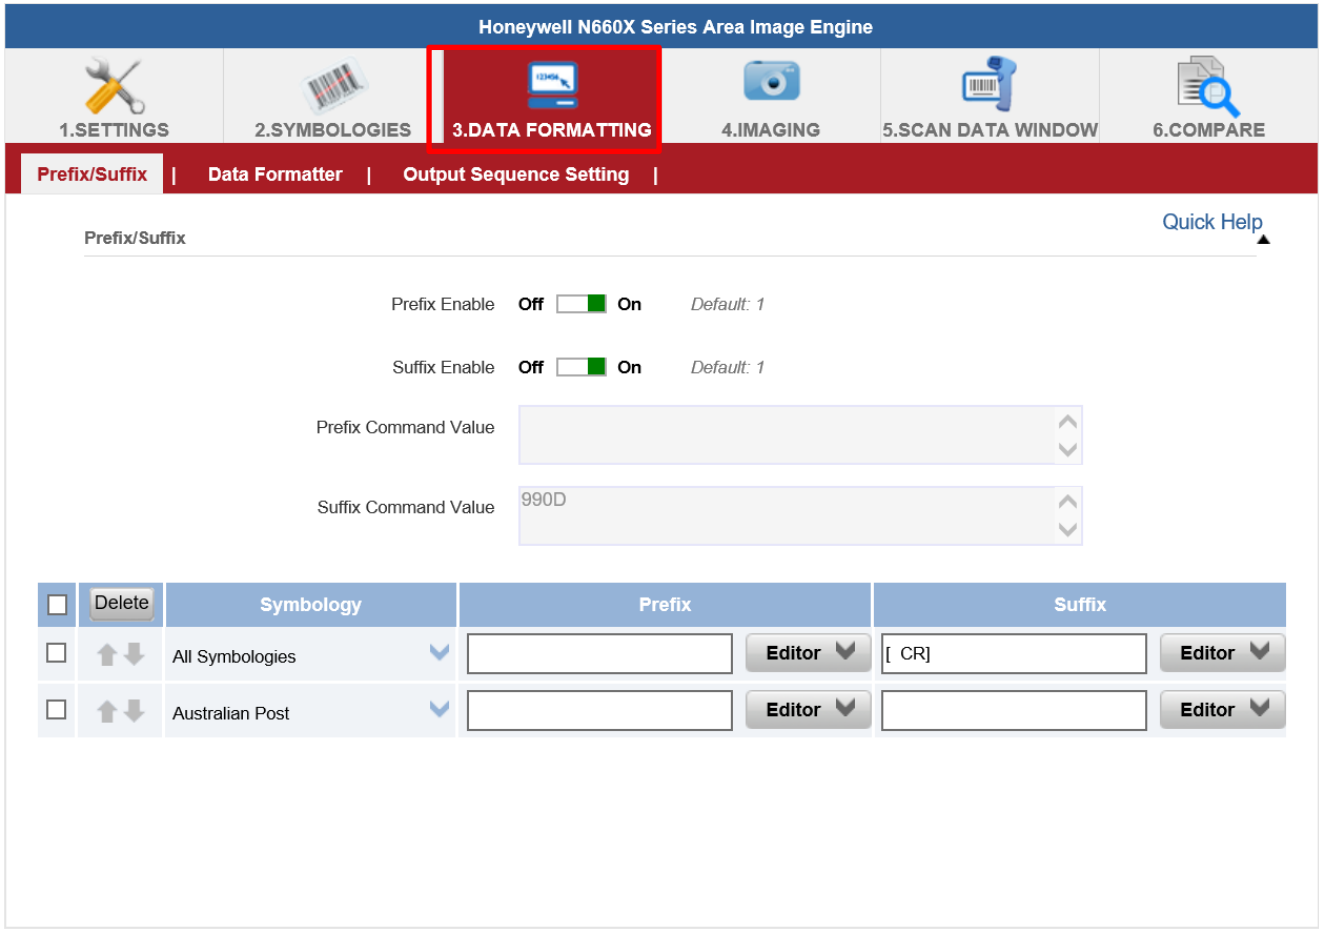 Honeywell N660X Series Area Image Engine
123456
1.SETTINGS 2.SYMBOLOGIES 3.DATA FORMATTING 4.IMAGING 5.SCAN DATA WINDOW 6.COMPARE
Prefix/Suffix | Data Formatter | Output Sequence Setting |
Quick Help
Prefix/Suffix
Prefix Enable Off On Default: 1
Suffix Enable Off On Default: 1
Prefix Command Value
Suffix Command Value 990D
Delete Symbology Prefix Suffix
All Symbologies Editor [ CR] Editor
Australian Post Editor Editor